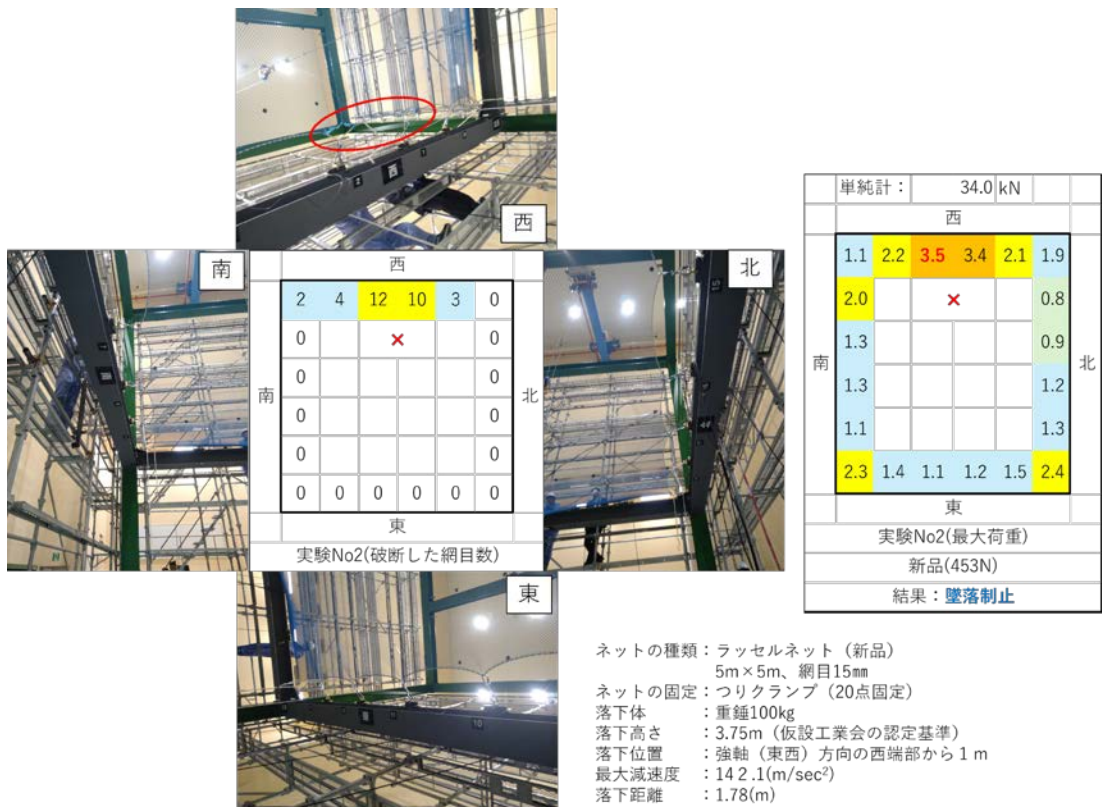 西
南
北
西
2 4 12 10 3 0
0 × 0
南 0 0 北
0 0
0 0
0 0 0 0 0 0
東
実験No2(破断した網目数)
東
単純計： 34.0 kN
西
1.1 2.2 3.5 3.4 2.1 1.9
2.0 × 0.8
1.3 0.9
南 北
1.3 1.2
1.1 1.3
2.3 1.4 1.1 1.2 1.5 2.4
東
実験No2(最大荷重)
新品(453N)
結果：墜落制止
ネットの種類：ラッセルネット（新品）
5m×5m、網目15㎜
ネットの固定：つりクランプ（20点固定）
落下体　　　：重錘100kg
落下高さ　　：3.75m（仮設工業会の認定基準）
落下位置　　：強軸（東西）方向の西端部から１ｍ
最大減速度　：14２.1(m/sec²)
落下距離　　：1.78(m)